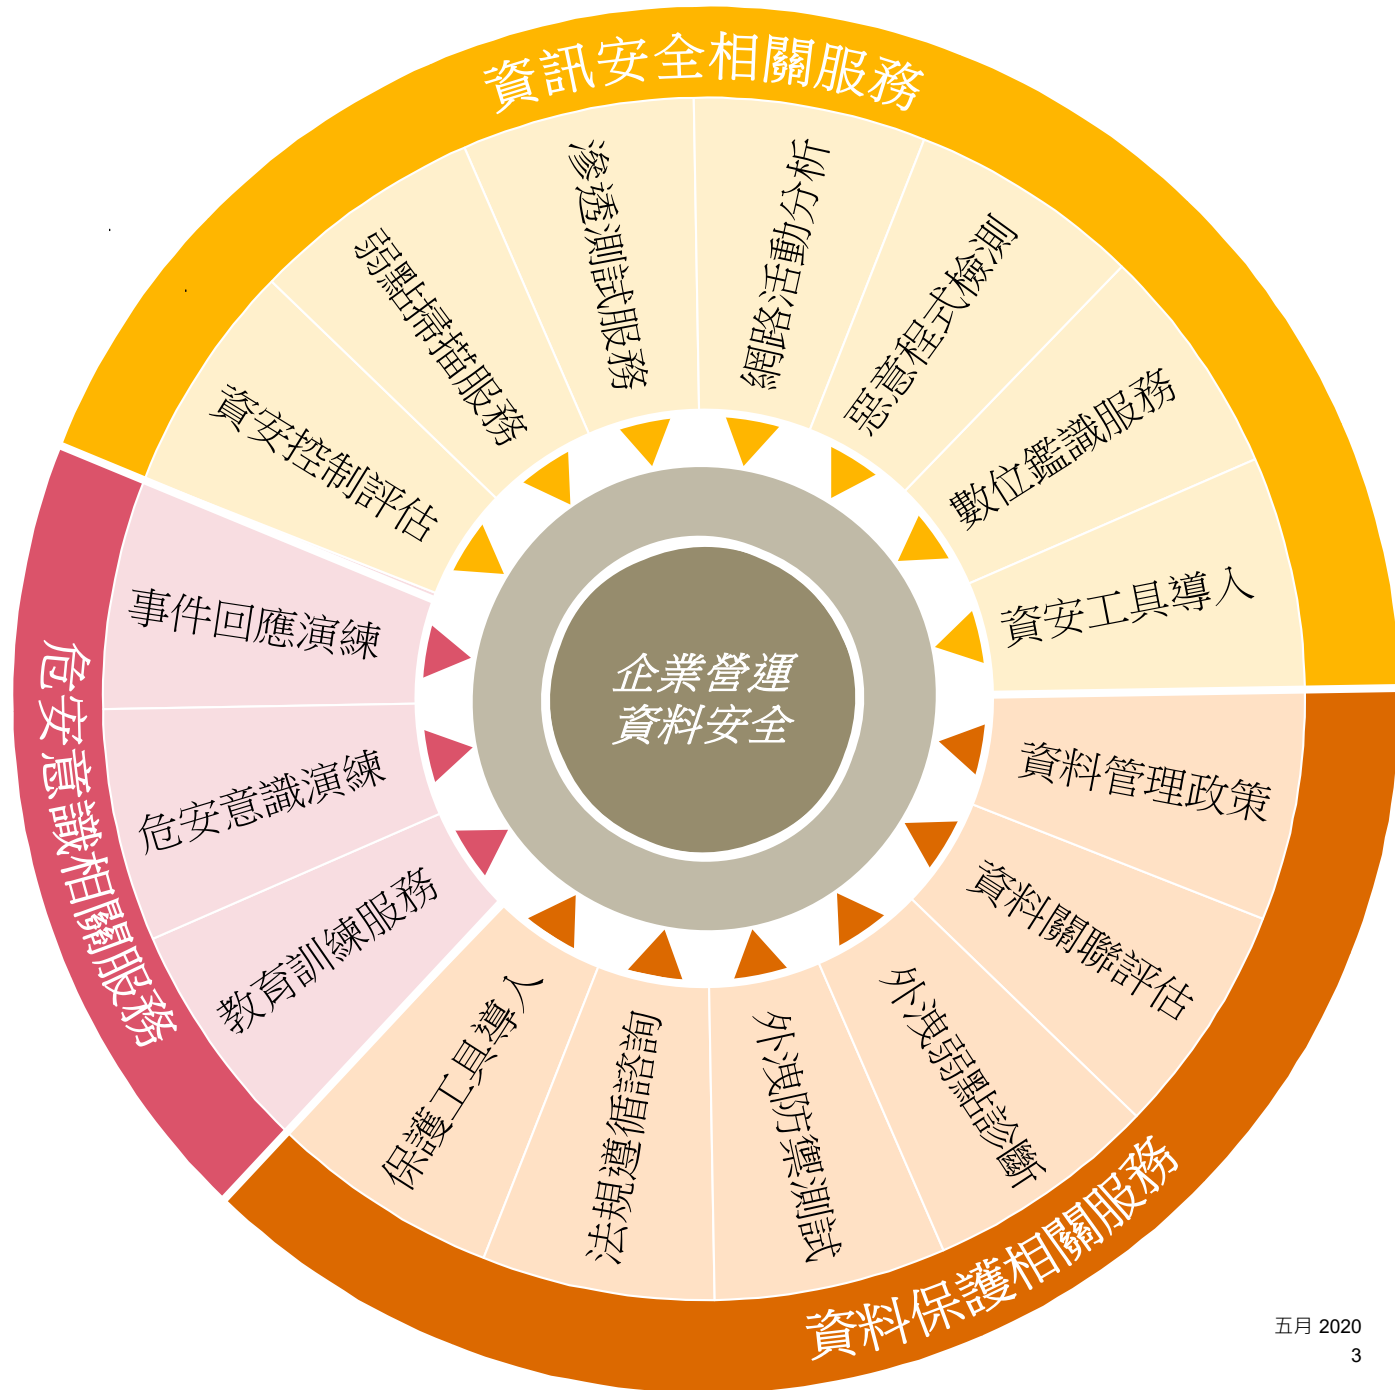 資訊安全相關服務
資安控制評估
弱點掃描服務
滲透測試服務
網路活動分析
惡意程式檢測
數位鑑識服務
資安工具導入
資料保護相關服務
資料管理政策
資料關聯評估
外洩弱點診斷
外洩防禦測試
法規遵循諮詢
保護工具導入
危安意識相關服務
教育訓練服務
危安意識演練
事件回應演練
企業營運
資料安全
五月 2020
3